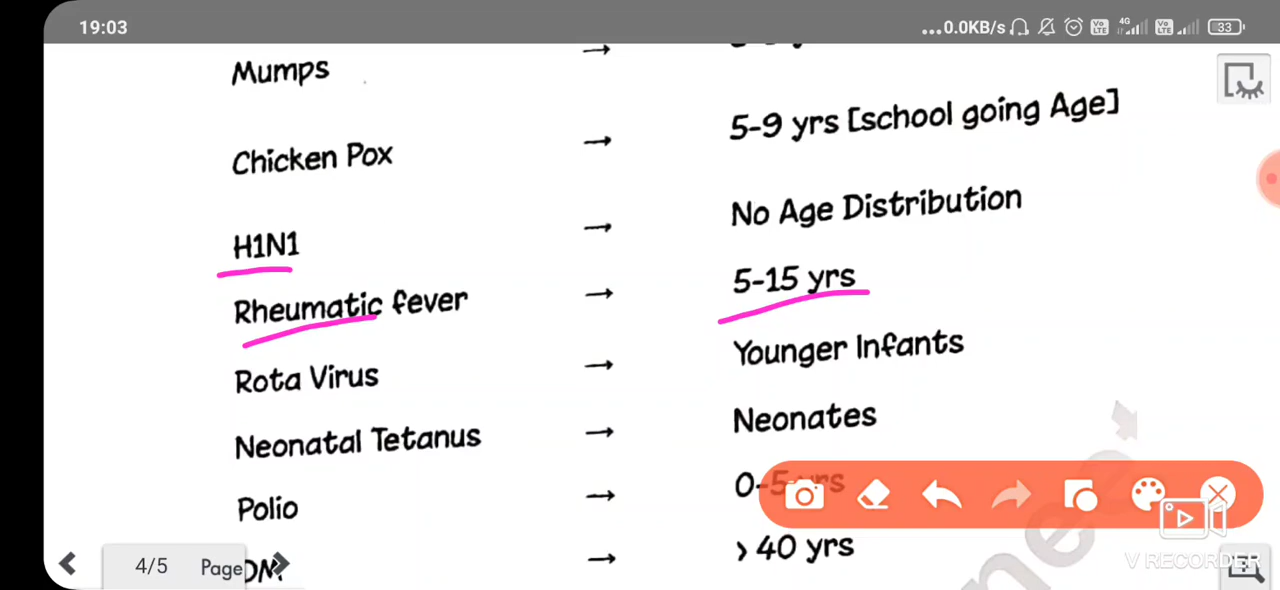 19:03 ...0.0KB/s 4G 33
Mumps →
Chicken Pox → 5-9 yrs [school going Age]
H1N1 → No Age Distribution
Rheumatic fever → 5-15 yrs
Rota Virus → Younger Infants
Neonatal Tetanus → Neonates
Polio → 0-5 yrs
DM → > 40 yrs
4/5 Page
V RECORDER